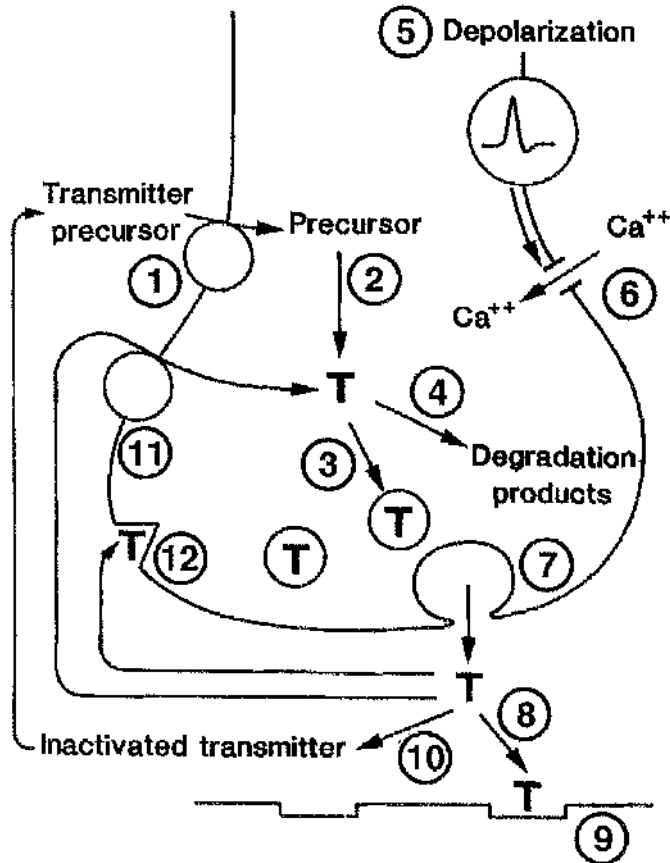 5 Depolarization
Transmitter
precursor
Precursor
Ca++
1
2
6
Ca++
T
4
11
3
Degradation
products
T
T
12
T
7
T
8
Inactivated transmitter
10
T
9